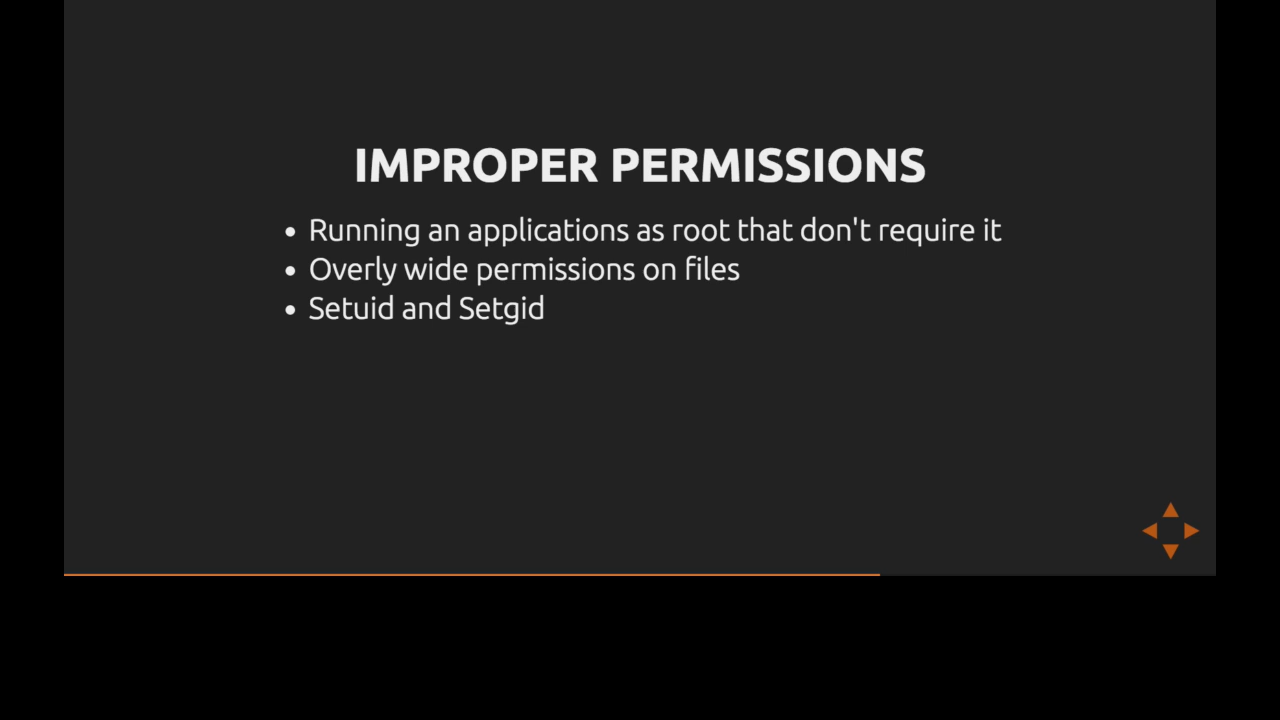 IMPROPER PERMISSIONS
Running an applications as root that don't require it
Overly wide permissions on files
Setuid and Setgid